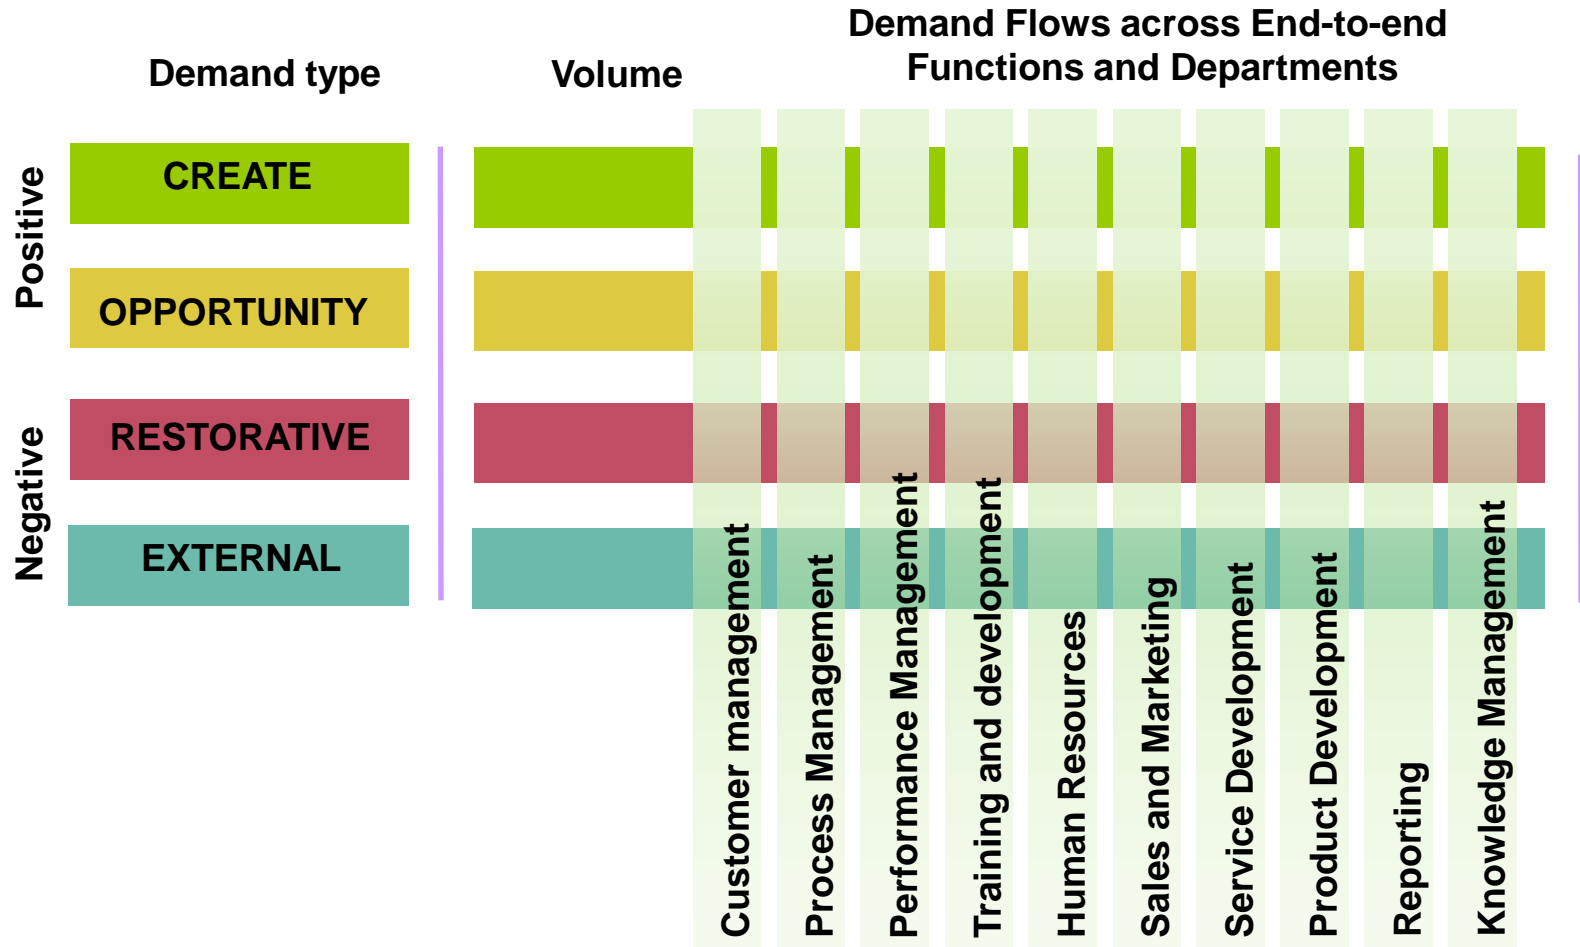 Demand type
Volume
Demand Flows across End-to-end
Functions and Departments
Positive
CREATE
OPPORTUNITY
Negative
RESTORATIVE
EXTERNAL
Customer management
Process Management
Performance Management
Training and development
Human Resources
Sales and Marketing
Service Development
Product Development
Reporting
Knowledge Management